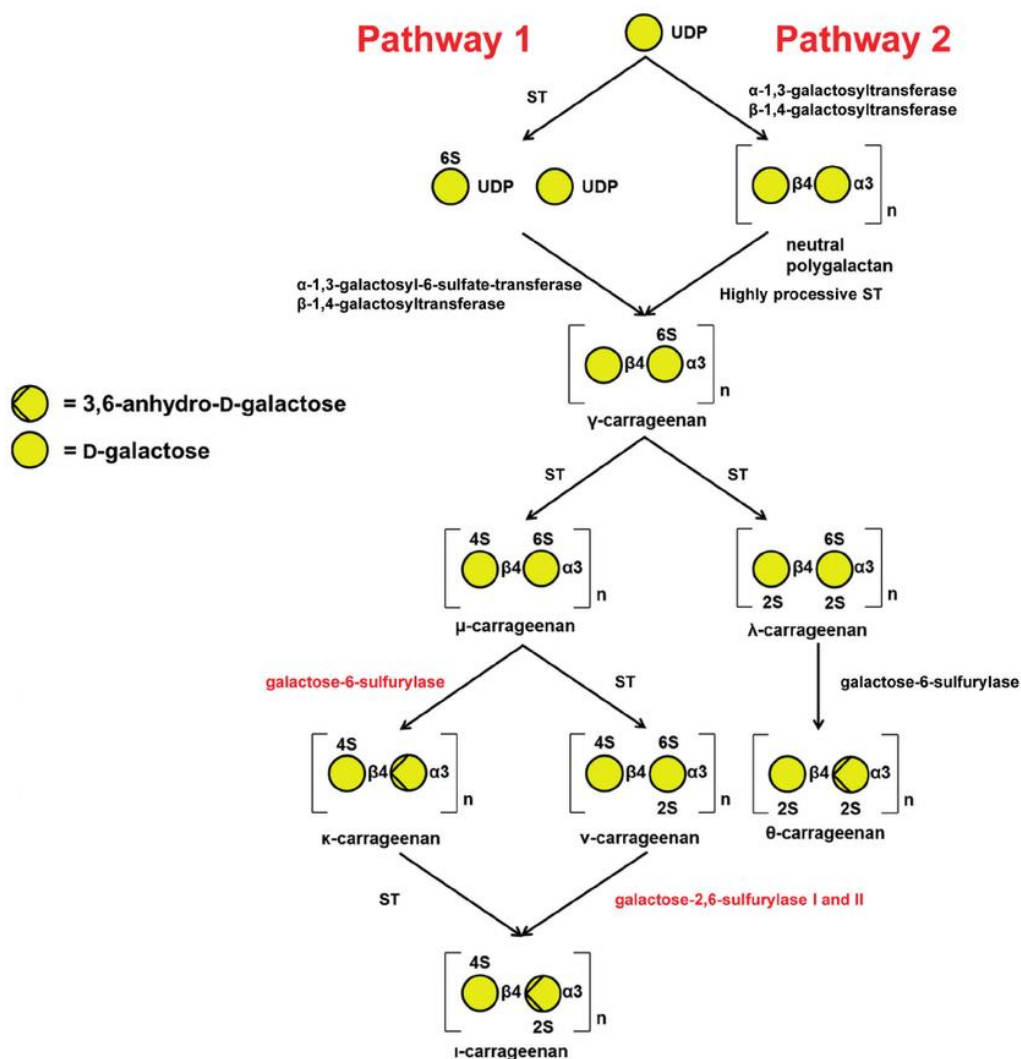 Pathway 1
UDP
Pathway 2
ST
α-1,3-galactosyltransferase
β-1,4-galactosyltransferase
6S
UDP
UDP
β4
α3
n
neutral
polygalactan
α-1,3-galactosyl-6-sulfate-transferase
β-1,4-galactosyltransferase
Highly processive ST
6S
β4
α3
n
γ-carrageenan
= 3,6-anhydro-D-galactose
= D-galactose
ST
ST
4S
6S
β4
α3
n
μ-carrageenan
6S
β4
α3
2S
2S
n
λ-carrageenan
galactose-6-sulfurylase
ST
galactose-6-sulfurylase
4S
β4
α3
n
κ-carrageenan
4S
6S
β4
α3
2S
n
ν-carrageenan
β4
α3
2S
2S
n
θ-carrageenan
ST
galactose-2,6-sulfurylase I and II
4S
β4
α3
2S
n
ι-carrageenan